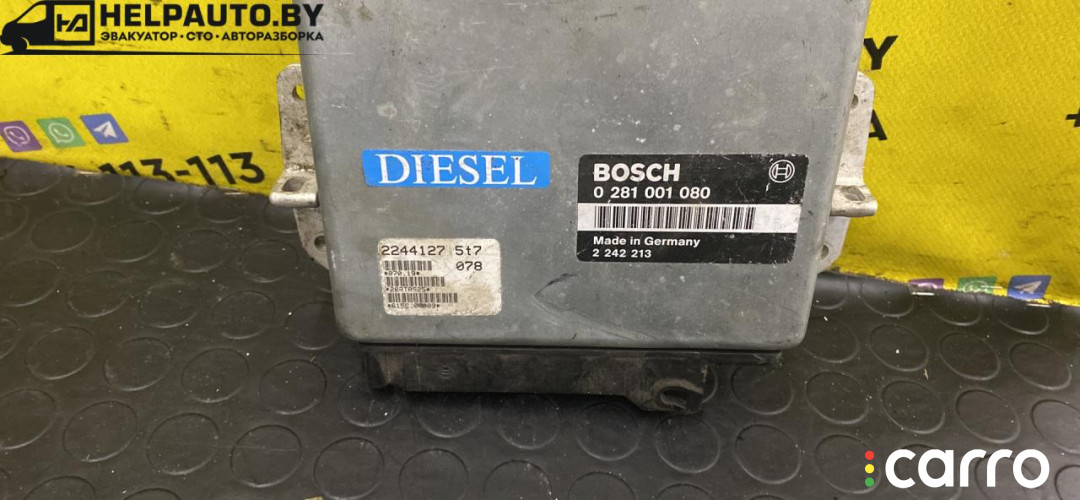 HELPAUTO.BY
ЭВАКУАТОР • СТО • АВТОРАЗБОРКА
113-113
DIESEL
BOSCH
0 281 001 080
Made in Germany
2 242 213
2244127 5t7
078
carro